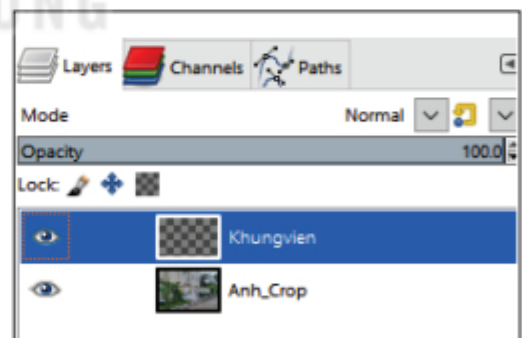 Layers Channels Paths
Mode Normal
Opacity 100.0
Lock:
Khungvien
Anh_Crop